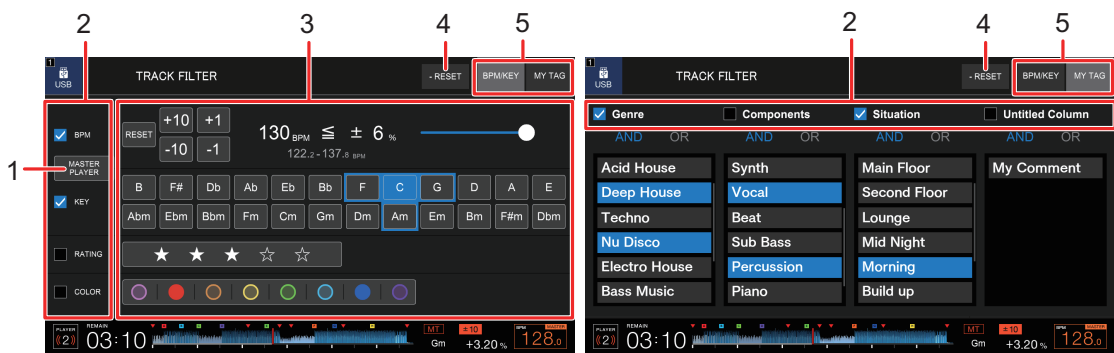 1 2 3 4 5
1
USB
TRACK FILTER
- RESET
BPM/KEY
MY TAG
BPM
MASTER
PLAYER
KEY
RATING
COLOR
RESET
+10 +1
-10 -1
130 BPM ≦ ± 6 %
122.2 - 137.8 BPM
B F# Db Ab Eb Bb F C G D A E
Abm Ebm Bbm Fm Cm Gm Dm Am Em Bm F#m Dbm
PLAYER
2
REMAIN
03:10
MT
±10
Gm
+3.20 %
BPM MASTER
128.0
2 4 5
1
USB
TRACK FILTER
- RESET
BPM/KEY
MY TAG
Genre
Components
Situation
Untitled Column
AND OR
AND OR
AND OR
AND OR
Acid House
Deep House
Techno
Nu Disco
Electro House
Bass Music
Synth
Vocal
Beat
Sub Bass
Percussion
Piano
Main Floor
Second Floor
Lounge
Mid Night
Morning
Build up
My Comment
PLAYER
2
REMAIN
03:10
MT
±10
Gm
+3.20 %
BPM MASTER
128.0